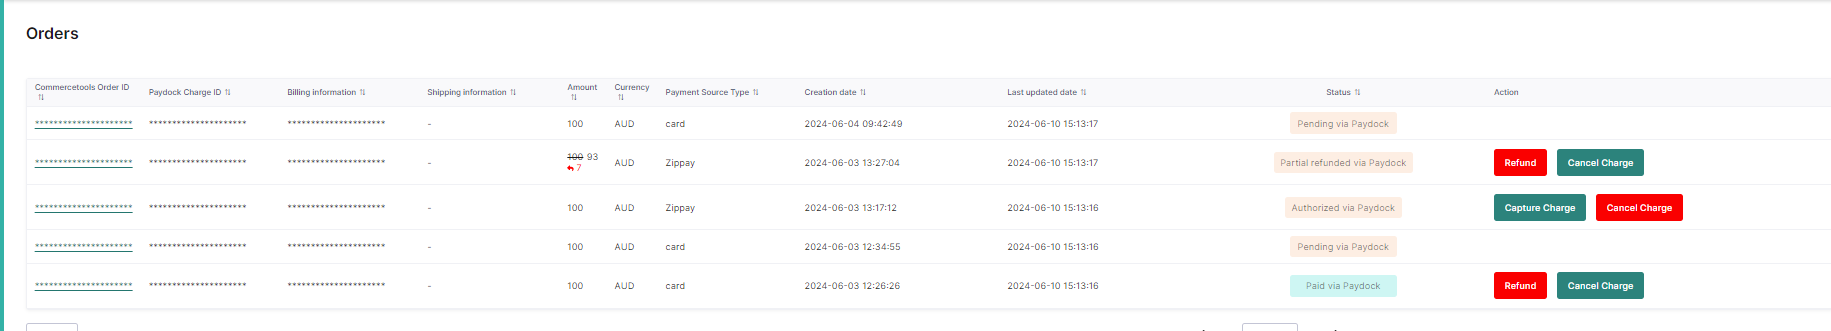 Orders
Commercetools Order ID ⇅ Paydock Charge ID ⇅ Billing information ⇅ Shipping information ⇅ Amount ⇅ Currency ⇅ Payment Source Type ⇅ Creation date ⇅ Last updated date ⇅ Status ⇅ Action
********************* ********************* ********************* - 100 AUD card 2024-06-04 09:42:49 2024-06-10 15:13:17 Pending via Paydock
********************* ********************* ********************* - 100 93 7 AUD Zippay 2024-06-03 13:27:04 2024-06-10 15:13:17 Partial refunded via Paydock Refund Cancel Charge
********************* ********************* ********************* - 100 AUD Zippay 2024-06-03 13:17:12 2024-06-10 15:13:16 Authorized via Paydock Capture Charge Cancel Charge
********************* ********************* ********************* - 100 AUD card 2024-06-03 12:34:55 2024-06-10 15:13:16 Pending via Paydock
********************* ********************* ********************* - 100 AUD card 2024-06-03 12:26:26 2024-06-10 15:13:16 Paid via Paydock Refund Cancel Charge